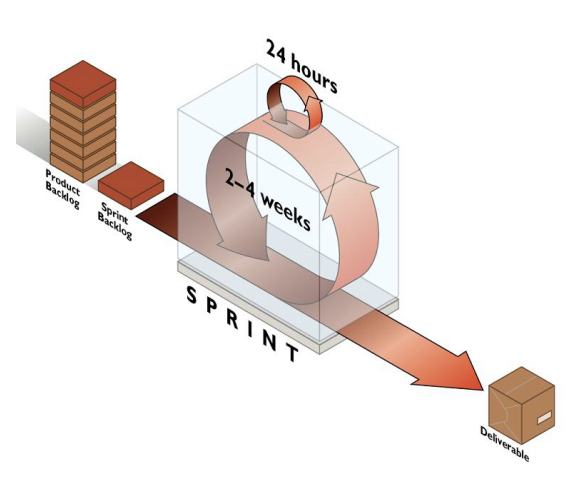 24 hours
2–4 weeks
Product
Backlog
Sprint
Backlog
SPRINT
Deliverable